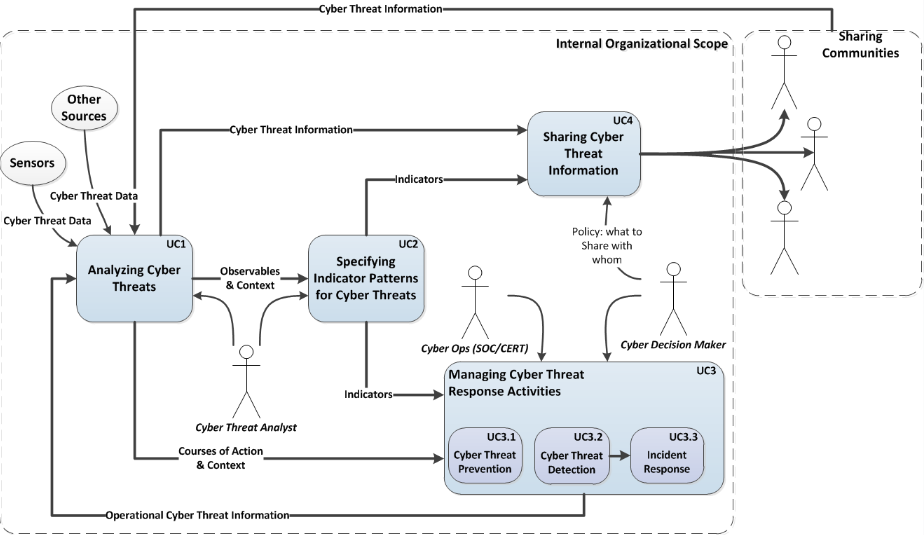 Cyber Threat Information
Internal Organizational Scope
Sharing
Communities
Other
Sources
Sensors
Cyber Threat Data
Cyber Threat Data
Cyber Threat Information
UC4
Sharing Cyber
Threat
Information
Indicators
Policy: what to
Share with
whom
UC1
Analyzing Cyber
Threats
Observables
& Context
UC2
Specifying
Indicator Patterns
for Cyber Threats
Cyber Ops (SOC/CERT)
Cyber Decision Maker
Cyber Threat Analyst
Indicators
Managing Cyber Threat
Response Activities
UC3
UC3.1
Cyber Threat
Prevention
UC3.2
Cyber Threat
Detection
UC3.3
Incident
Response
Courses of Action
& Context
Operational Cyber Threat Information